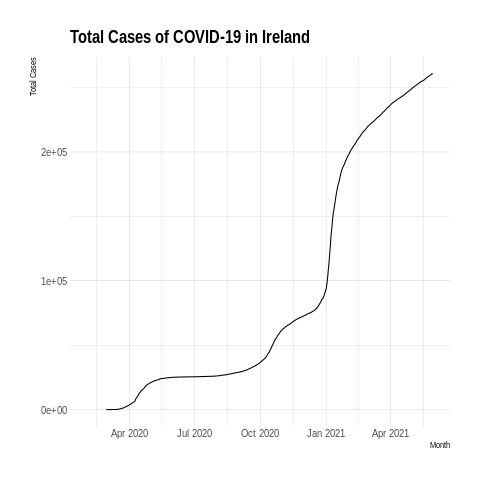 Total Cases of COVID-19 in Ireland
Total Cases
2e+05
1e+05
0e+00
Apr 2020 Jul 2020 Oct 2020 Jan 2021 Apr 2021
Month